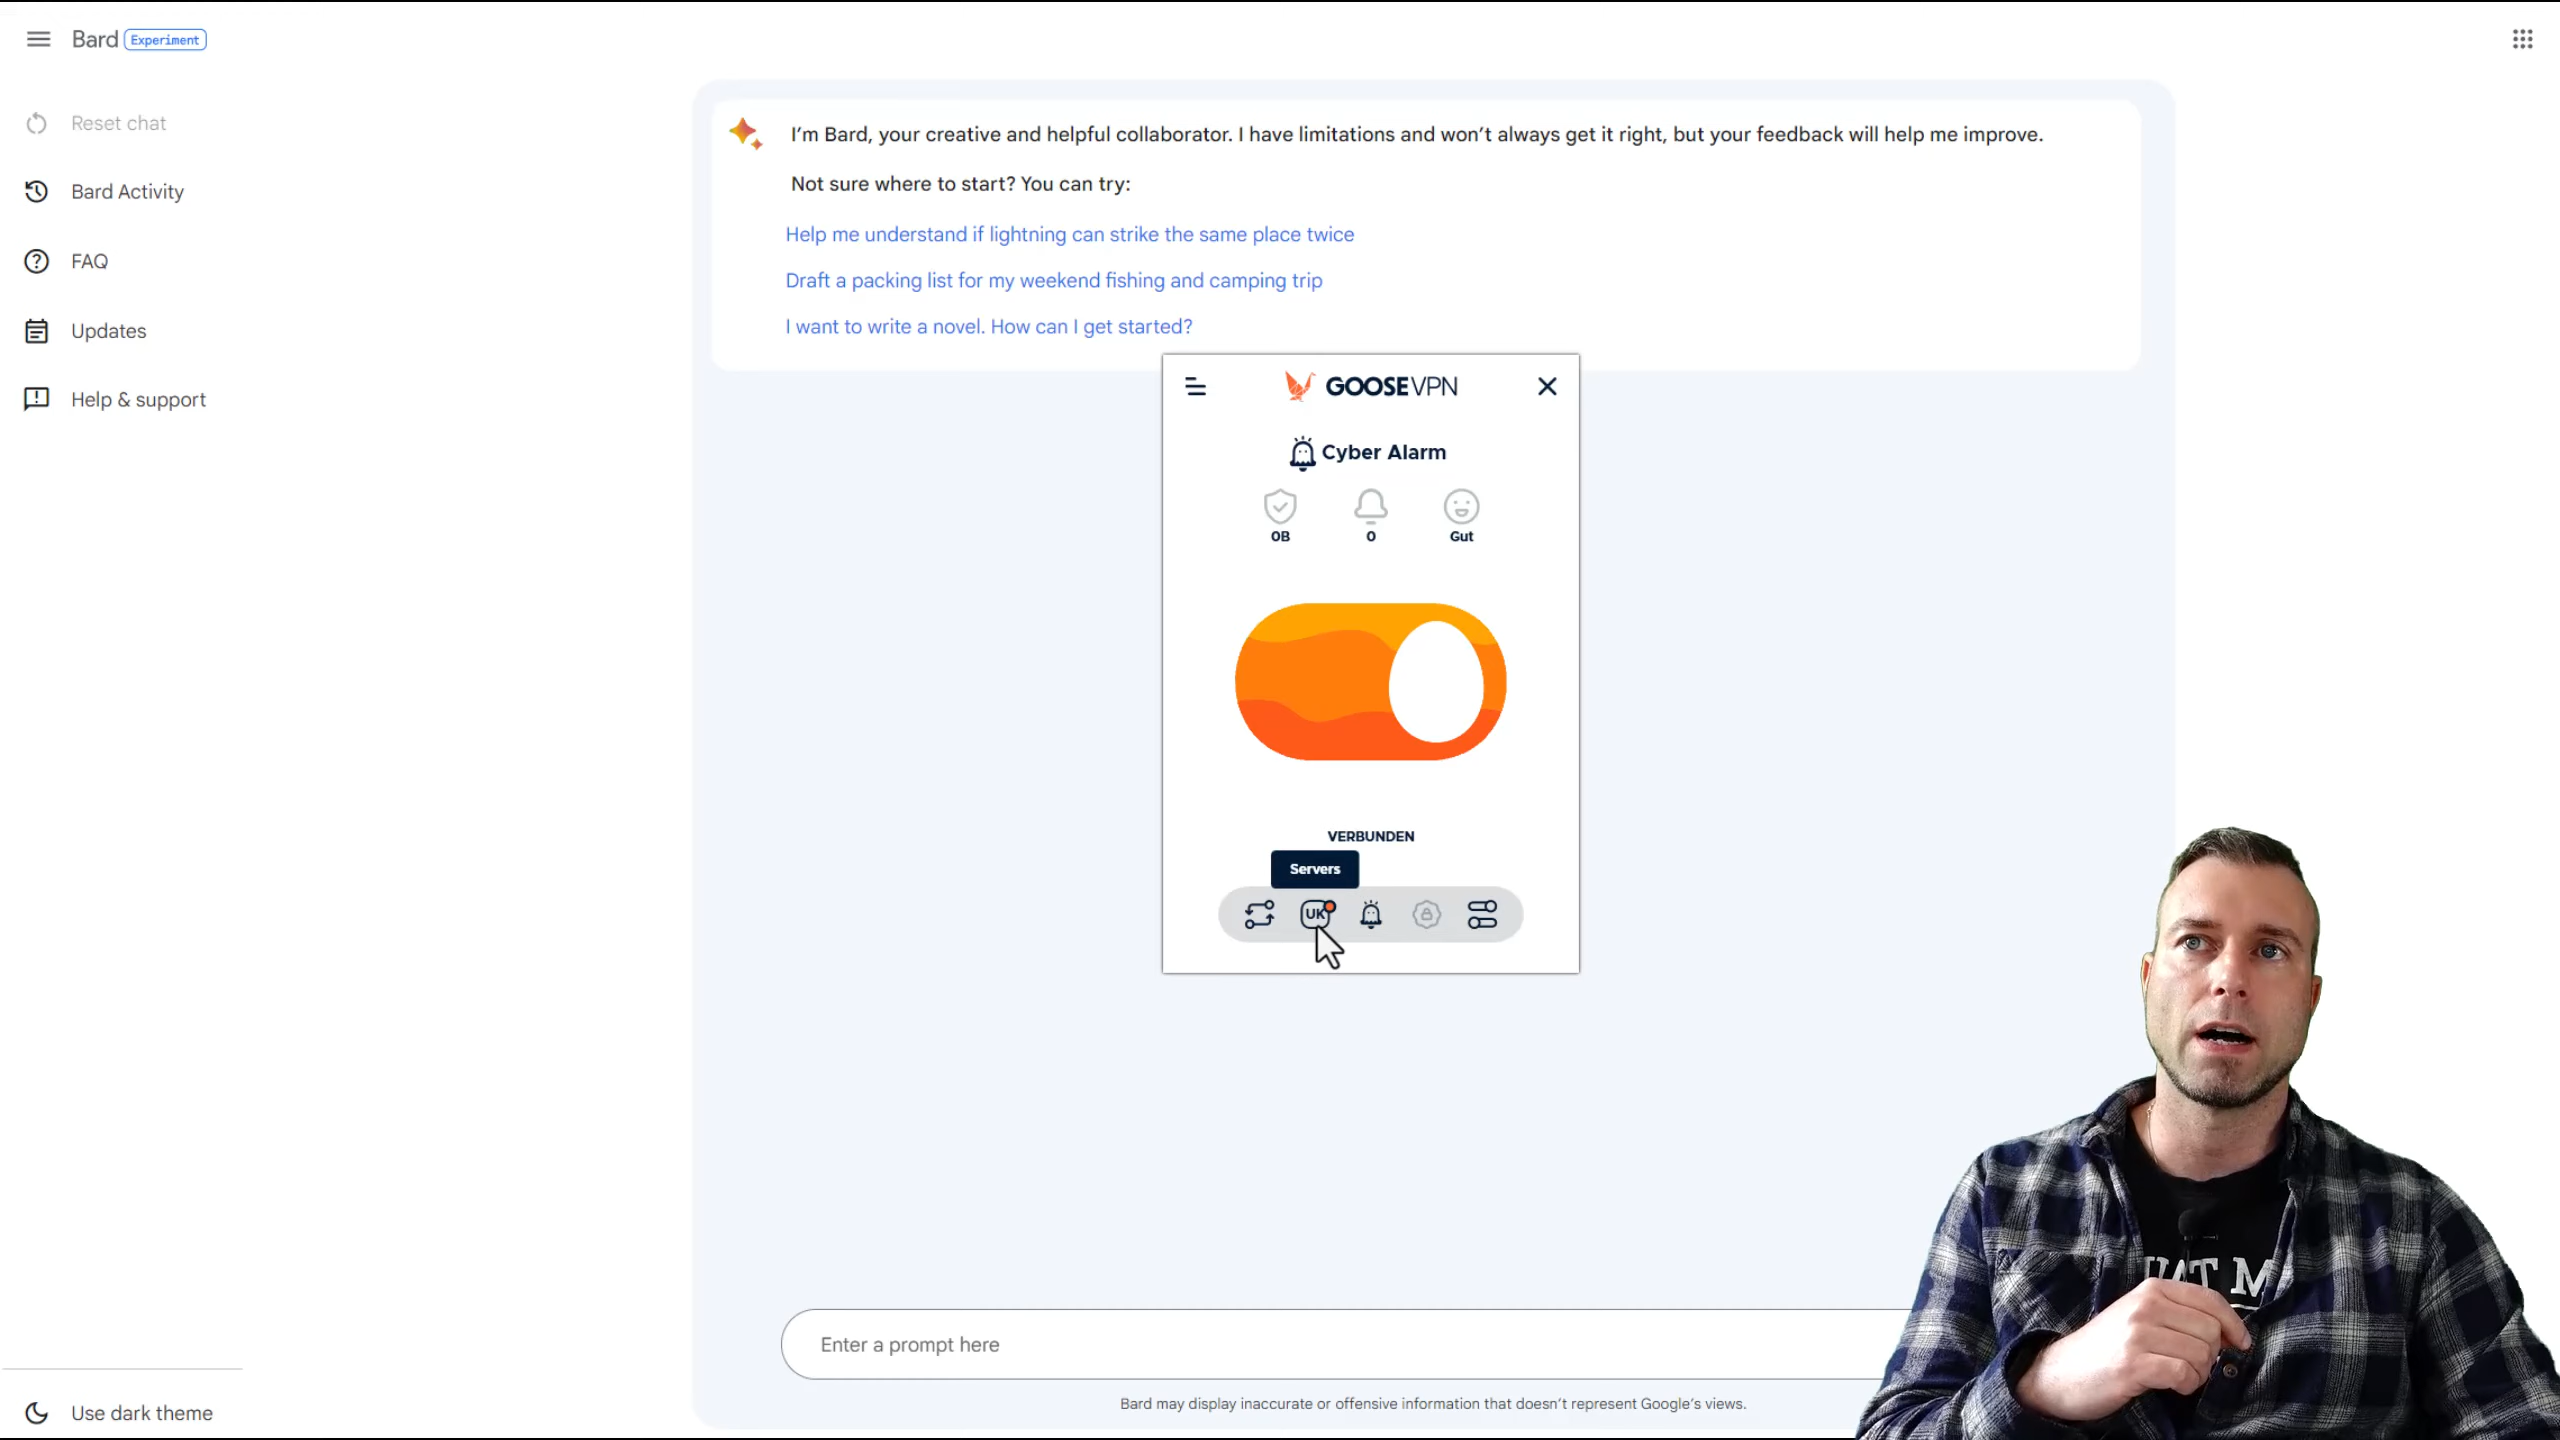 Bard Experiment
Reset chat
Bard Activity
FAQ
Updates
Help & support
I'm Bard, your creative and helpful collaborator. I have limitations and won't always get it right, but your feedback will help me improve.
Not sure where to start? You can try:
Help me understand if lightning can strike the same place twice
Draft a packing list for my weekend fishing and camping trip
I want to write a novel. How can I get started?
GOOSEVPN
Cyber Alarm
0B 0 Gut
VERBUNDEN
Servers
UK
Enter a prompt here
Bard may display inaccurate or offensive information that doesn't represent Google's views.
Use dark theme